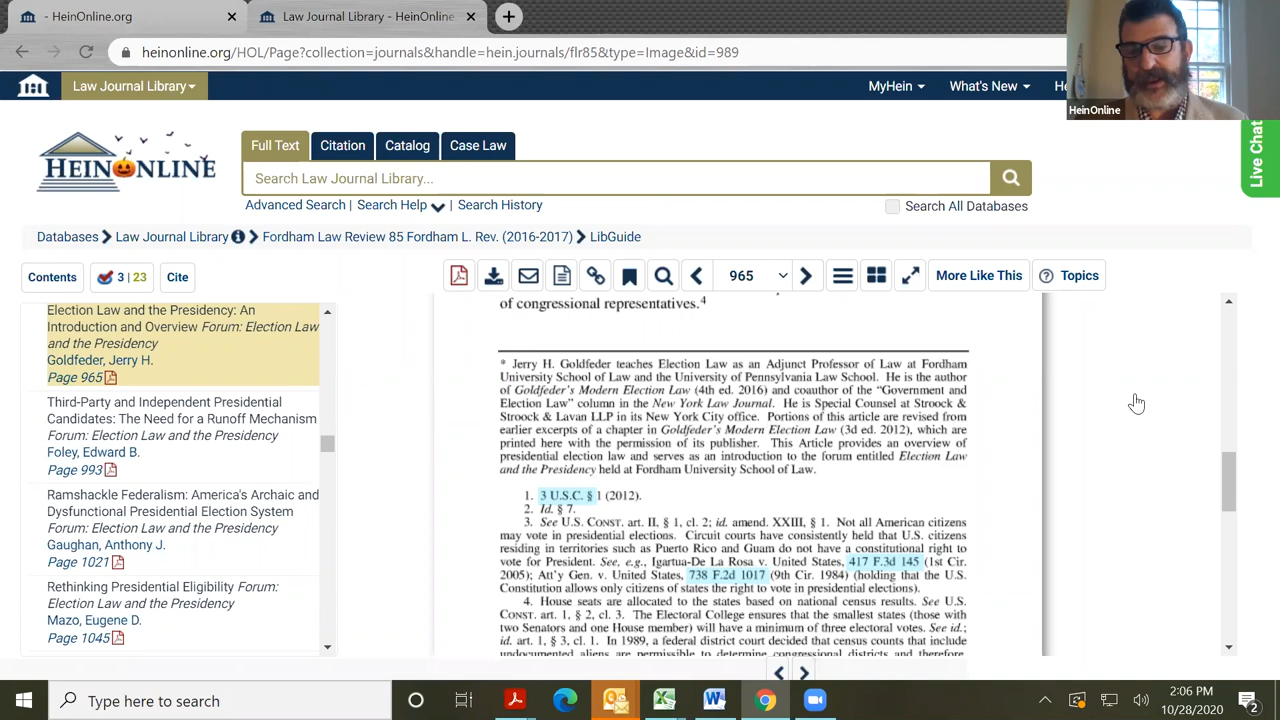 - HeinOnline.org
Law Journal Library - HeinOnline
heinonline.org/HOL/Page?collection=journals&handle=hein.journals/flr85&type=Image&id=989
Law Journal Library
MyHein
What's New
He
HeinOnline
Live Chat
HEINONLINE
Full Text
Citation
Catalog
Case Law
Search Law Journal Library...
Advanced Search |
Search Help
| Search History
Search All Databases
Databases
Law Journal Library
Fordham Law Review 85 Fordham L. Rev. (2016-2017)
LibGuide
Contents
3 | 23
Cite
965
More Like This
Topics
Election Law and the Presidency: An
Introduction and Overview Forum: Election Law
and the Presidency
Goldfeder, Jerry H.
Page 965
Third-Party and Independent Presidential
Candidates: The Need for a Runoff Mechanism
Forum: Election Law and the Presidency
Foley, Edward B.
Page 993
Ramshackle Federalism: America's Archaic and
Dysfunctional Presidential Election System
Forum: Election Law and the Presidency
Gaughan, Anthony J.
Page 1021
Rethinking Presidential Eligibility Forum:
Election Law and the Presidency
Mazo, Eugene D.
Page 1045
of congressional representatives.4
* Jerry H. Goldfeder teaches Election Law as an Adjunct Professor of Law at Fordham
University School of Law and the University of Pennsylvania Law School. He is the author
of Goldfeder's Modern Election Law (4th ed. 2016) and coauthor of the "Government and
Election Law" column in the New York Law Journal. He is Special Counsel at Stroock &
Stroock & Lavan LLP in its New York City office. Portions of this article are revised from
earlier excerpts of a chapter in Goldfeder's Modern Election Law (3d ed. 2012), which are
printed here with the permission of its publisher. This Article provides an overview of
presidential election law and serves as an introduction to the forum entitled Election Law
and the Presidency held at Fordham University School of Law.
1. 3 U.S.C. § 1 (2012).
2. Id. § 7.
3. See U.S. CONST. art. II, § 1, cl. 2; id. amend. XXIII, § 1. Not all American citizens
may vote in presidential elections. Circuit courts have consistently held that U.S. citizens
residing in territories such as Puerto Rico and Guam do not have a constitutional right to
vote for President. See, e.g., Igartua-De La Rosa v. United States, 417 F.3d 145 (1st Cir.
2005); Att'y Gen. v. United States, 738 F.2d 1017 (9th Cir. 1984) (holding that the U.S.
Constitution allows only citizens of states the right to vote in presidential elections).
4. House seats are allocated to the states based on national census results. See U.S.
CONST. art. 1, § 2, cl. 3. The Electoral College ensures that the smallest states (those with
two Senators and one House member) will have a minimum of three electoral votes. See id.;
id. art. 1, § 3, cl. 1. In 1989, a federal district court decided that census counts that include
undocumented aliens are permissible to determine congressional districts and therefore,
Type here to search
2:06 PM
10/28/2020
2